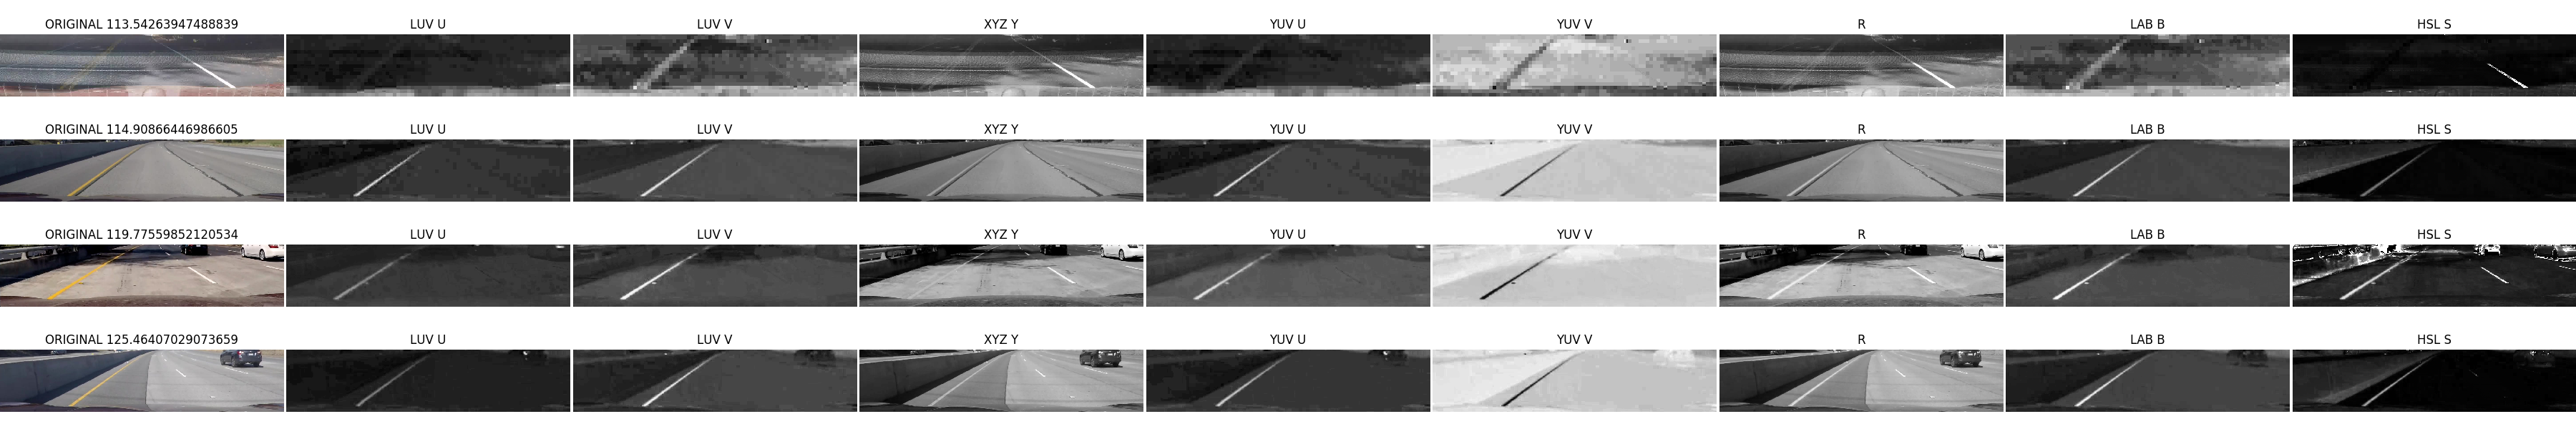 ORIGINAL 113.54263947488839 LUV U LUV V XYZ Y YUV U YUV V R LAB B HSL S
ORIGINAL 114.90866446986605 LUV U LUV V XYZ Y YUV U YUV V R LAB B HSL S
ORIGINAL 119.77559852120534 LUV U LUV V XYZ Y YUV U YUV V R LAB B HSL S
ORIGINAL 125.46407029073659 LUV U LUV V XYZ Y YUV U YUV V R LAB B HSL S